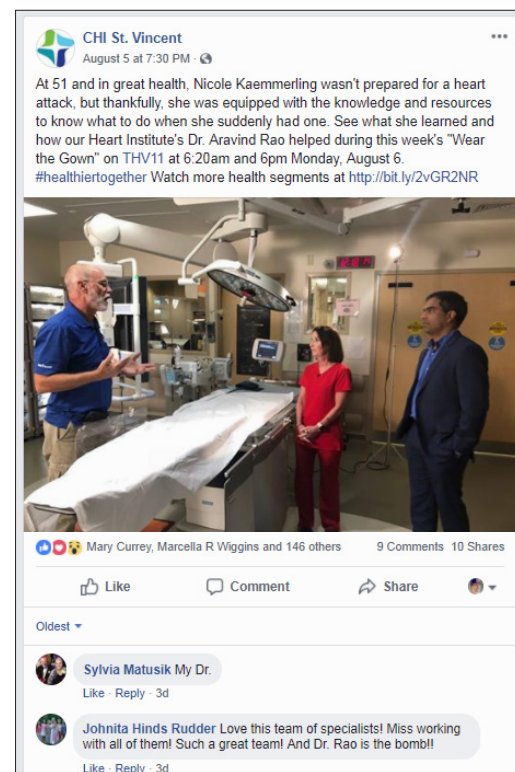 CHI St. Vincent
August 5 at 7:30 PM ·
At 51 and in great health, Nicole Kaemmerling wasn't prepared for a heart
attack, but thankfully, she was equipped with the knowledge and resources
to know what to do when she suddenly had one. See what she learned and
how our Heart Institute's Dr. Aravind Rao helped during this week's "Wear
the Gown" on THV11 at 6:20am and 6pm Monday, August 6.
#healthiertogether Watch more health segments at http://bit.ly/2vGR2NR
Mary Currey, Marcella R Wiggins and 146 others 9 Comments 10 Shares
Like Comment Share
Oldest
Sylvia Matusik My Dr.
Like · Reply · 3d
Johnita Hinds Rudder Love this team of specialists! Miss working
with all of them! Such a great team! And Dr. Rao is the bomb!!
Like · Reply · 3d